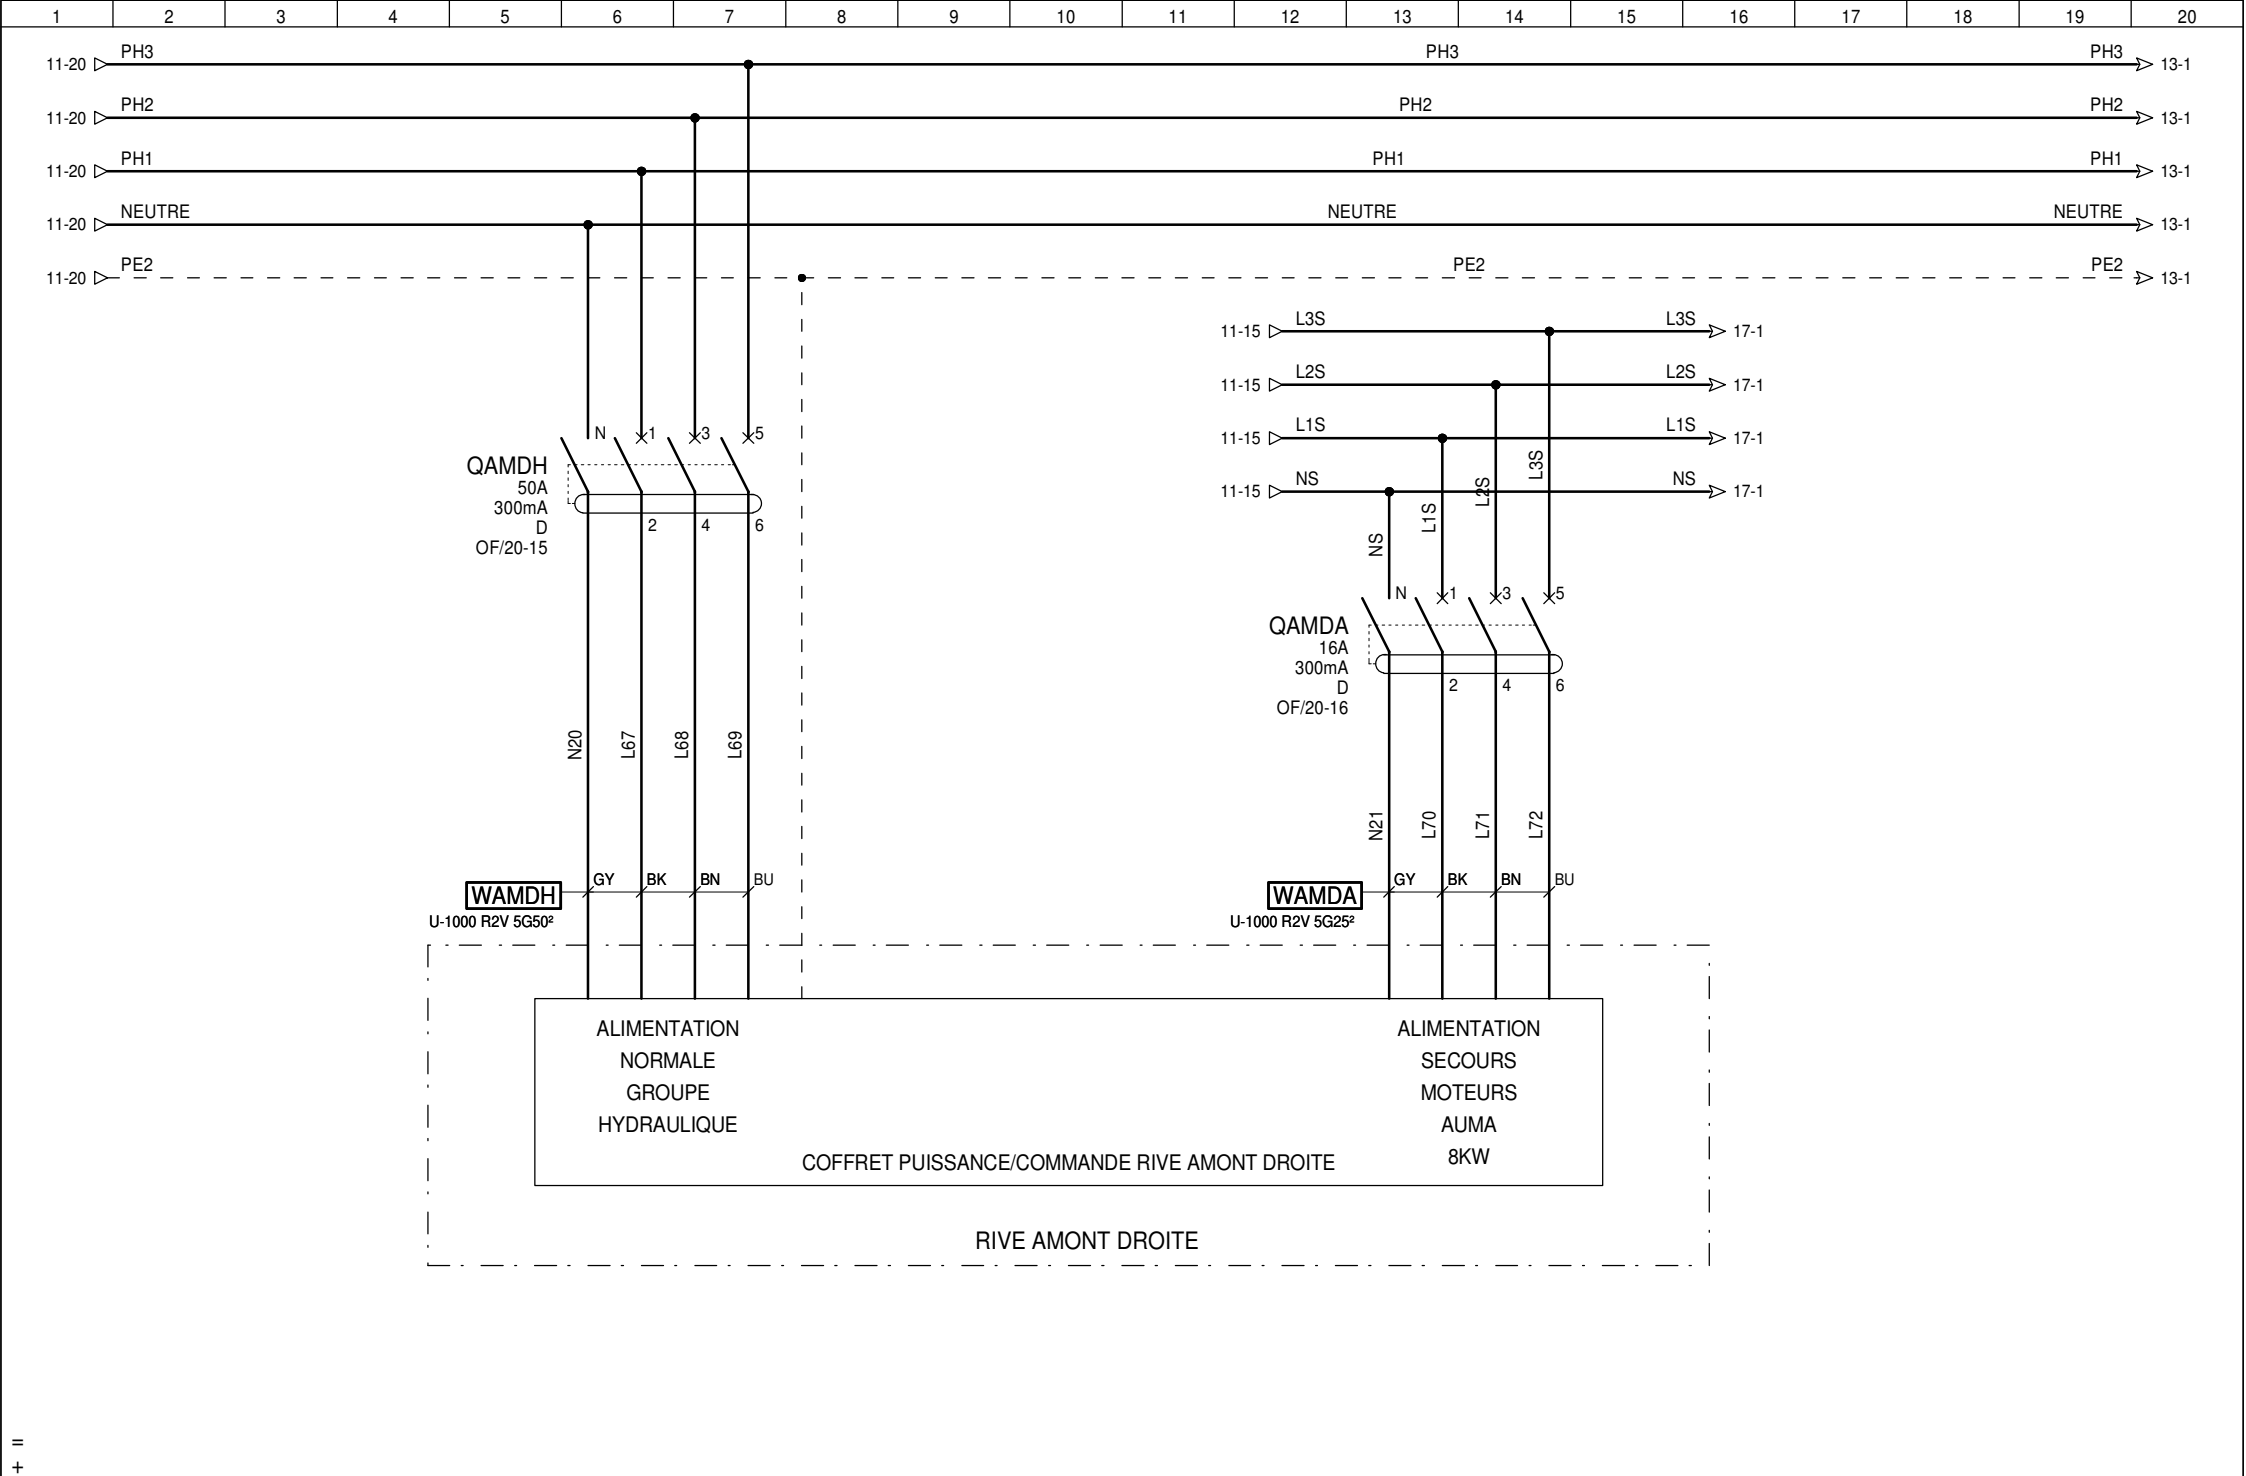 1 2 3 4 5 6 7 8 9 10 11 12 13 14 15 16 17 18 19 20
11-20 PH3 PH3 PH3 13-1
11-20 PH2 PH2 PH2 13-1
11-20 PH1 PH1 PH1 13-1
11-20 NEUTRE NEUTRE NEUTRE 13-1
11-20 PE2 PE2 PE2 13-1
11-15 L3S L3S 17-1
11-15 L2S L2S 17-1
11-15 L1S L1S 17-1
11-15 NS NS 17-1
N 1 3 5
QAMDH
50A
300mA
D
OF/20-15
2 4 6
NS L1S L2S L3S
N 1 3 5
QAMDA
16A
300mA
D
OF/20-16
2 4 6
N20 L67 L68 L69
N21 L70 L71 L72
WAMDH GY BK BN BU
U-1000 R2V 5G50²
WAMDA GY BK BN BU
U-1000 R2V 5G25²
ALIMENTATION
NORMALE
GROUPE
HYDRAULIQUE
ALIMENTATION
SECOURS
MOTEURS
AUMA
8KW
COFFRET PUISSANCE/COMMANDE RIVE AMONT DROITE
RIVE AMONT DROITE
=
+